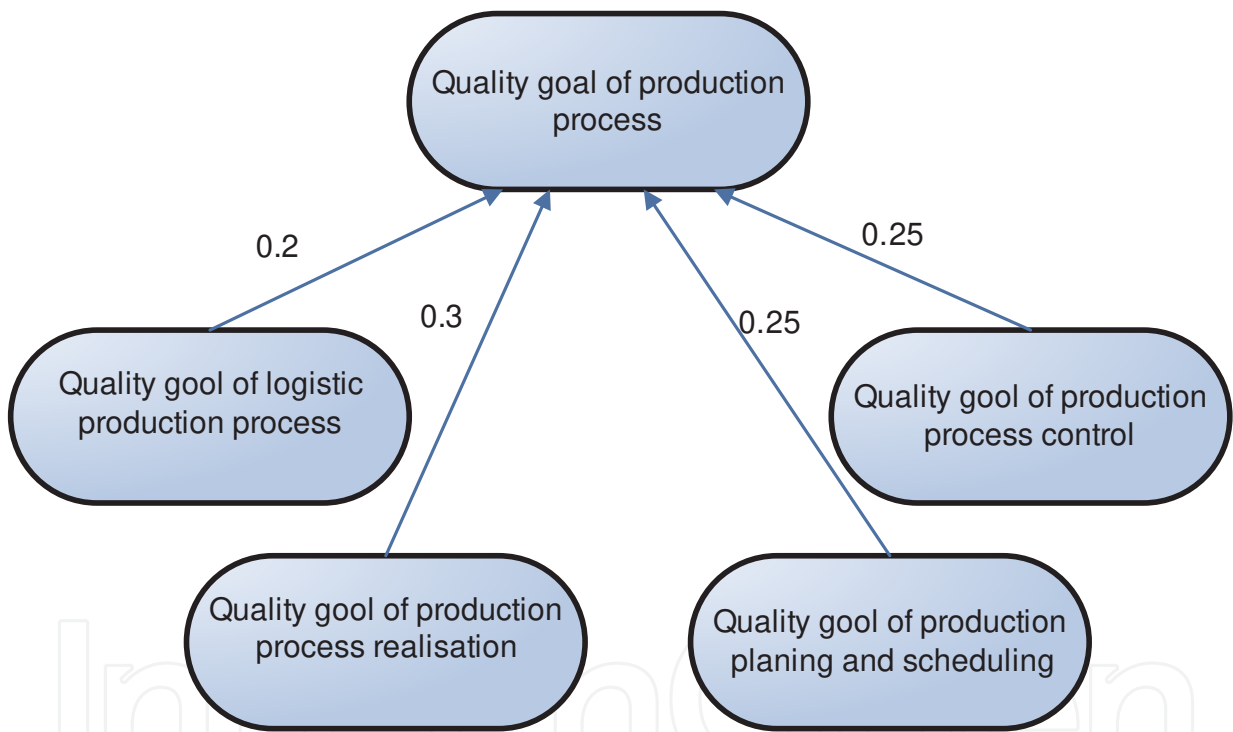 Quality goal of production
process
0.2
0.25
0.3
0.25
Quality gool of logistic
production process
Quality gool of production
process control
Quality gool of production
process realisation
Quality gool of production
planing and scheduling